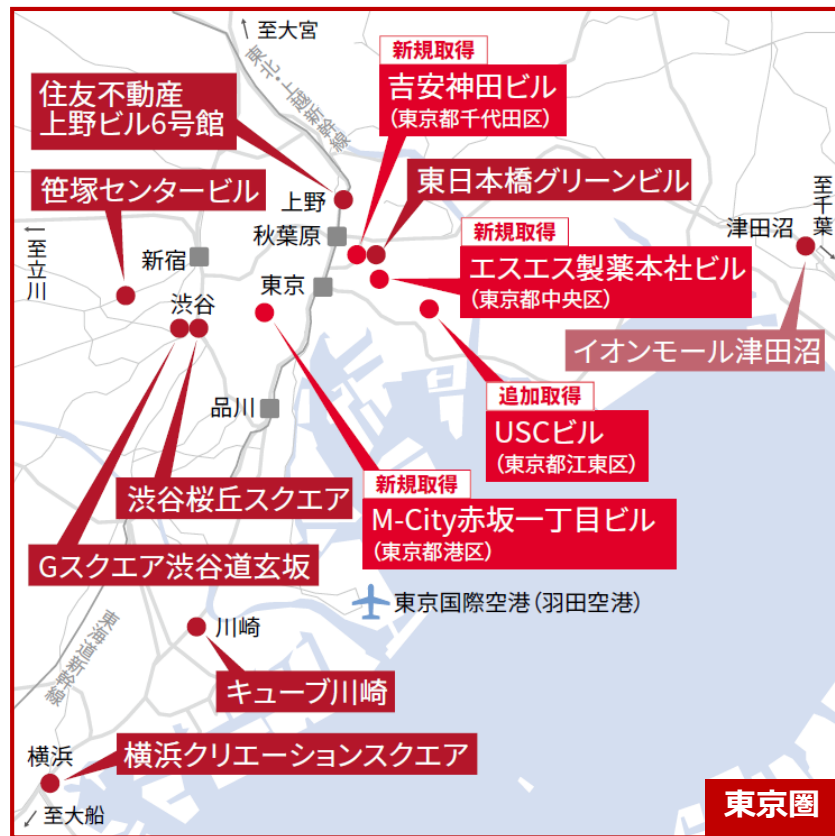 至大宮
東北・上越新幹線
新規取得
吉安神田ビル
(東京都千代田区)
住友不動産
上野ビル6号館
笹塚センタービル
上野
東日本橋グリーンビル
至千葉
秋葉原
新規取得
津田沼
至立川
新宿
エスエス製薬本社ビル
(東京都中央区)
東京
渋谷
イオンモール津田沼
品川
追加取得
USCビル
(東京都江東区)
新規取得
渋谷桜丘スクエア
M-City赤坂一丁目ビル
(東京都港区)
Gスクエア渋谷道玄坂
東京国際空港(羽田空港)
東海道新幹線
川崎
キューブ川崎
横浜
横浜クリエーションスクエア
至大船
東京圏